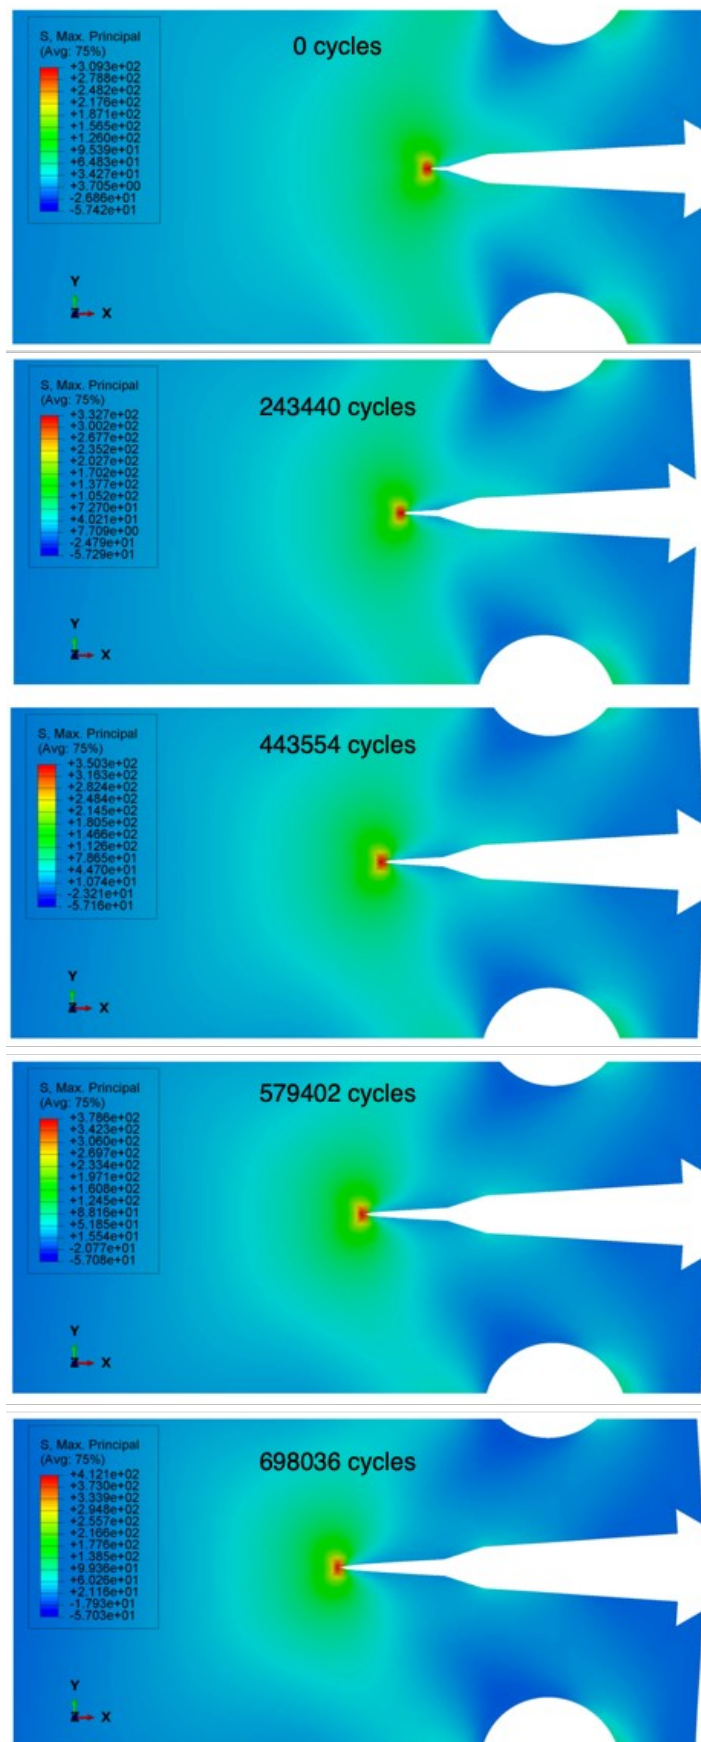 S, Max. Principal
(Avg: 75%)
+3.093e+02
+2.788e+02
+2.482e+02
+2.176e+02
+1.871e+02
+1.565e+02
+1.260e+02
+9.539e+01
+6.483e+01
+3.427e+01
+3.705e+00
-2.686e+01
-5.742e+01
0 cycles
Y
Z X
S, Max. Principal
(Avg: 75%)
+3.327e+02
+3.002e+02
+2.677e+02
+2.352e+02
+2.027e+02
+1.702e+02
+1.377e+02
+1.052e+02
+7.270e+01
+4.021e+01
+7.709e+00
-2.479e+01
-5.729e+01
243440 cycles
Y
Z X
S, Max. Principal
(Avg: 75%)
+3.503e+02
+3.163e+02
+2.824e+02
+2.484e+02
+2.145e+02
+1.805e+02
+1.466e+02
+1.126e+02
+7.865e+01
+4.470e+01
+1.074e+01
-2.321e+01
-5.716e+01
443554 cycles
Y
Z X
S, Max. Principal
(Avg: 75%)
+3.786e+02
+3.423e+02
+3.060e+02
+2.697e+02
+2.334e+02
+1.971e+02
+1.608e+02
+1.245e+02
+8.816e+01
+5.185e+01
+1.554e+01
-2.077e+01
-5.708e+01
579402 cycles
Y
Z X
S, Max. Principal
(Avg: 75%)
+4.121e+02
+3.730e+02
+3.339e+02
+2.948e+02
+2.557e+02
+2.166e+02
+1.776e+02
+1.385e+02
+9.936e+01
+6.026e+01
+2.116e+01
-1.793e+01
-5.703e+01
698036 cycles
Y
Z X